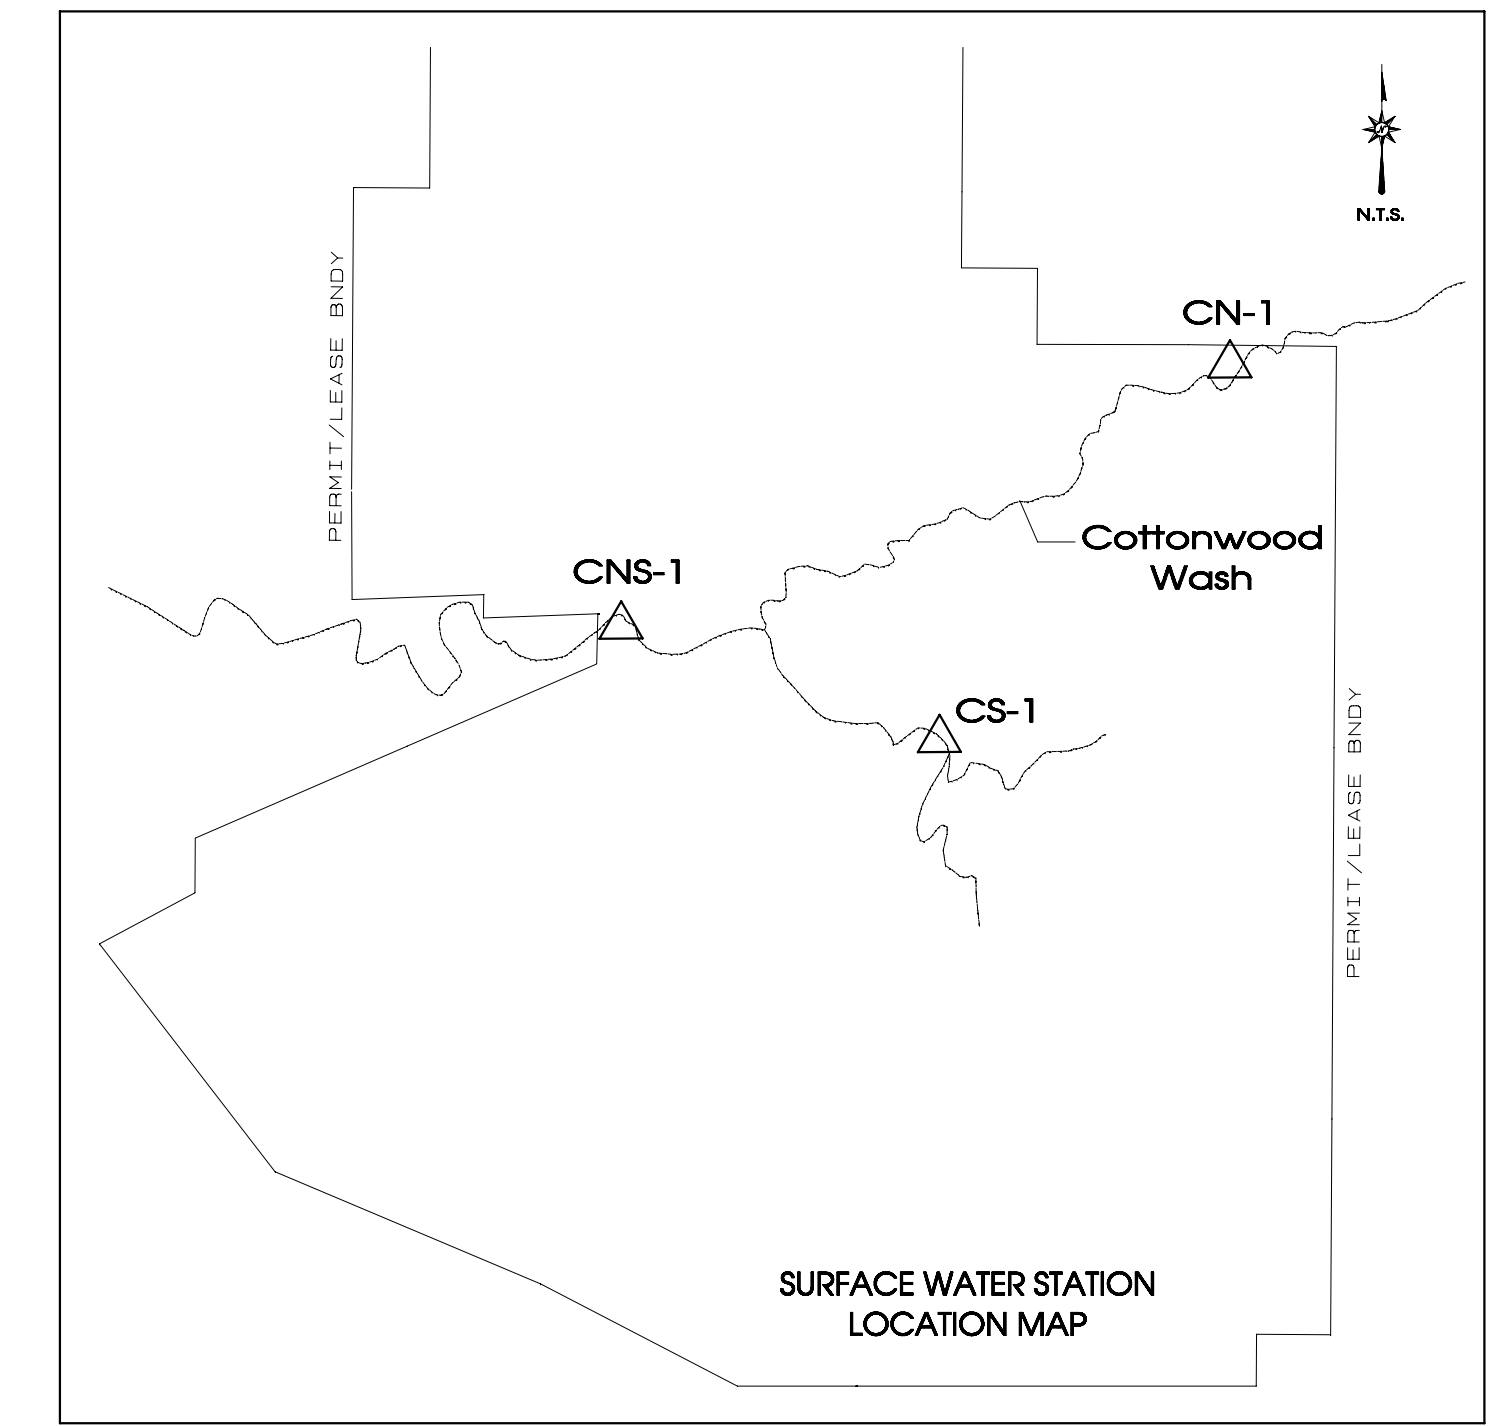 N
N.T.S.
PERMIT/LEASE BNDY
CN-1
Cottonwood
Wash
CNS-1
CS-1
PERMIT/LEASE BNDY
SURFACE WATER STATION
LOCATION MAP